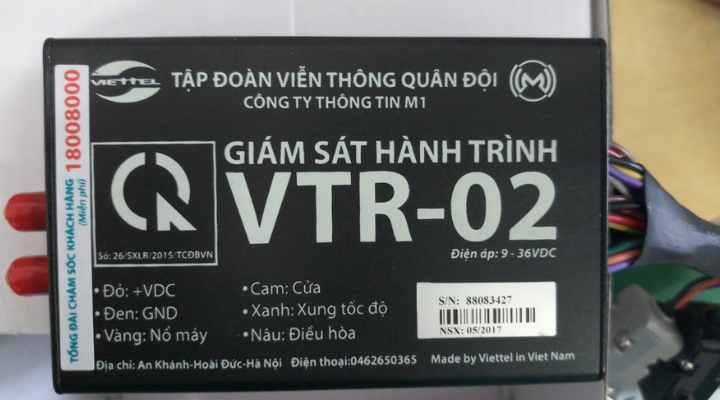 VIETTEL
TẬP ĐOÀN VIỄN THÔNG QUÂN ĐỘI
CÔNG TY THÔNG TIN M1
M
GIÁM SÁT HÀNH TRÌNH
VTR-02
Điện áp: 9 - 36VDC
Số: 26/SXLR/2015/TCĐBVN
TỔNG ĐÀI CHĂM SÓC KHÁCH HÀNG 18008000
(Miễn phí)
• Đỏ: +VDC
• Đen: GND
• Vàng: Nổ máy
• Cam: Cửa
• Xanh: Xung tốc độ
• Nâu: Điều hòa
S/N: 88083427
NSX: 05/2017
Địa chỉ: An Khánh-Hoài Đức-Hà Nội Điện thoại:0462650365 Made by Viettel in Viet Nam